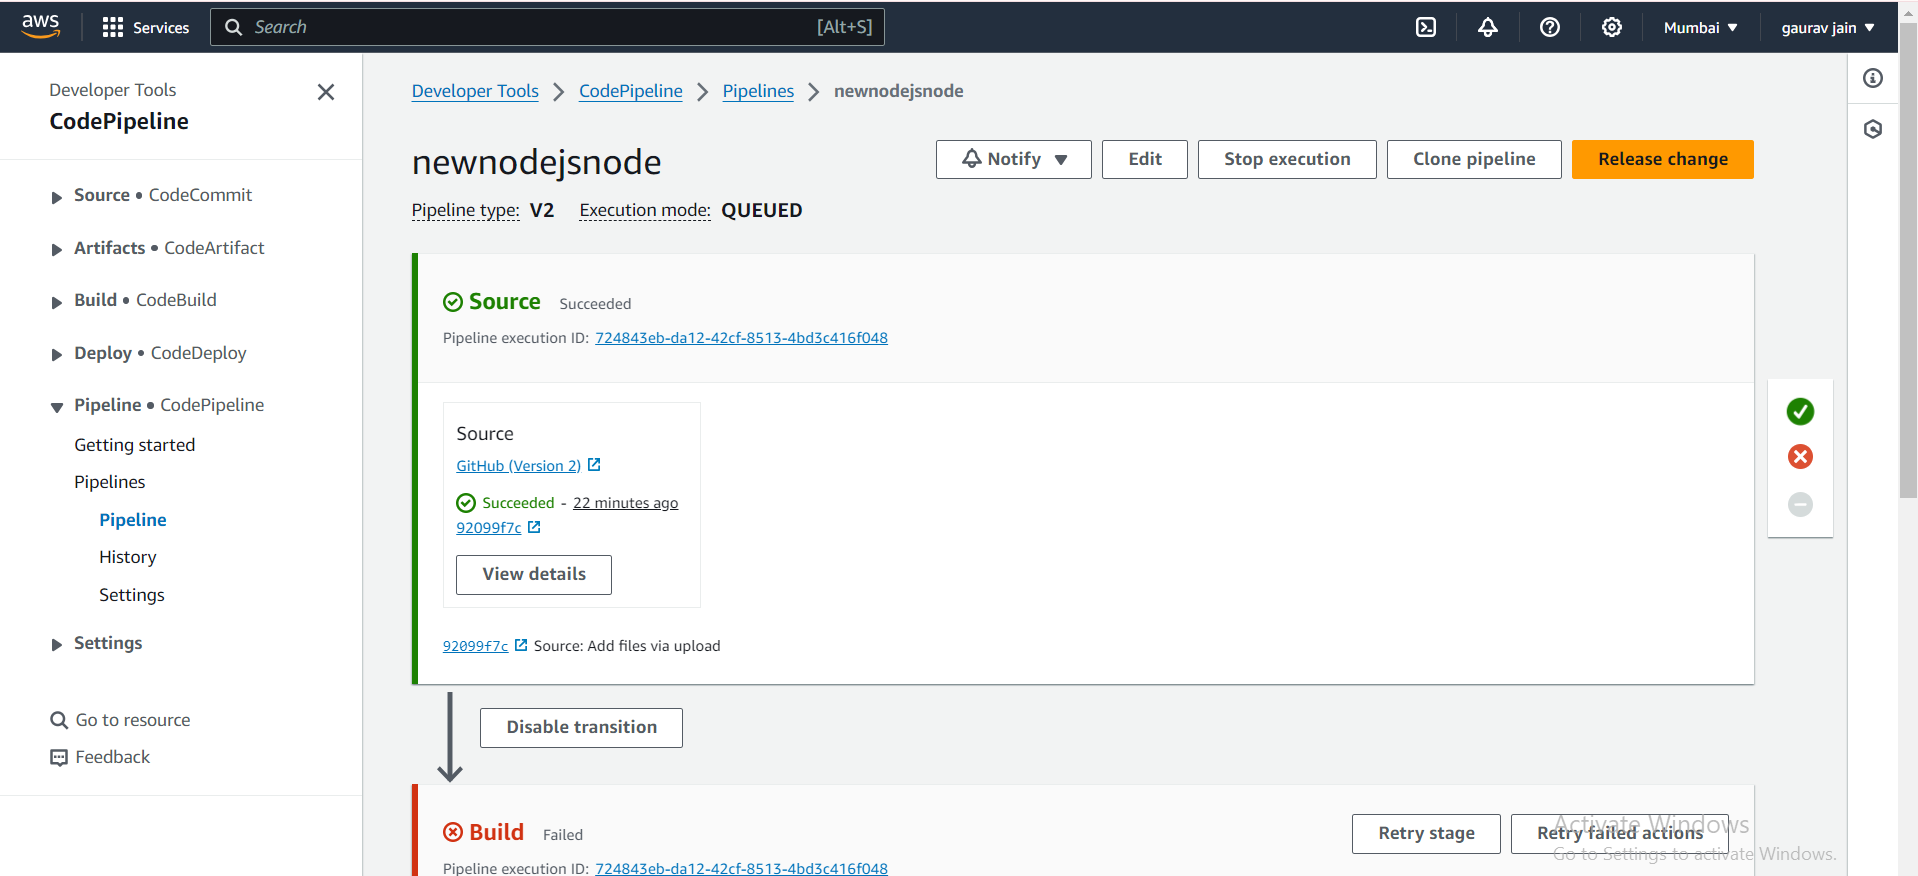 aws
Services
Search [Alt+S]
Mumbai ▼
gaurav jain ▼
Developer Tools
CodePipeline
Source • CodeCommit
Artifacts • CodeArtifact
Build • CodeBuild
Deploy • CodeDeploy
Pipeline • CodePipeline
Getting started
Pipelines
Pipeline
History
Settings
Settings
Go to resource
Feedback
Developer Tools > CodePipeline > Pipelines > newnodejsnode
newnodejsnode
Notify ▼ Edit Stop execution Clone pipeline Release change
Pipeline type: V2 Execution mode: QUEUED
Source Succeeded
Pipeline execution ID: 724843eb-da12-42cf-8513-4bd3c416f048
Source
GitHub (Version 2)
Succeeded - 22 minutes ago
92099f7c
View details
92099f7c Source: Add files via upload
Disable transition
Build Failed
Retry stage Retry failed actions
Pipeline execution ID: 724843eb-da12-42cf-8513-4bd3c416f048
Activate Windows
Go to Settings to activate Windows.